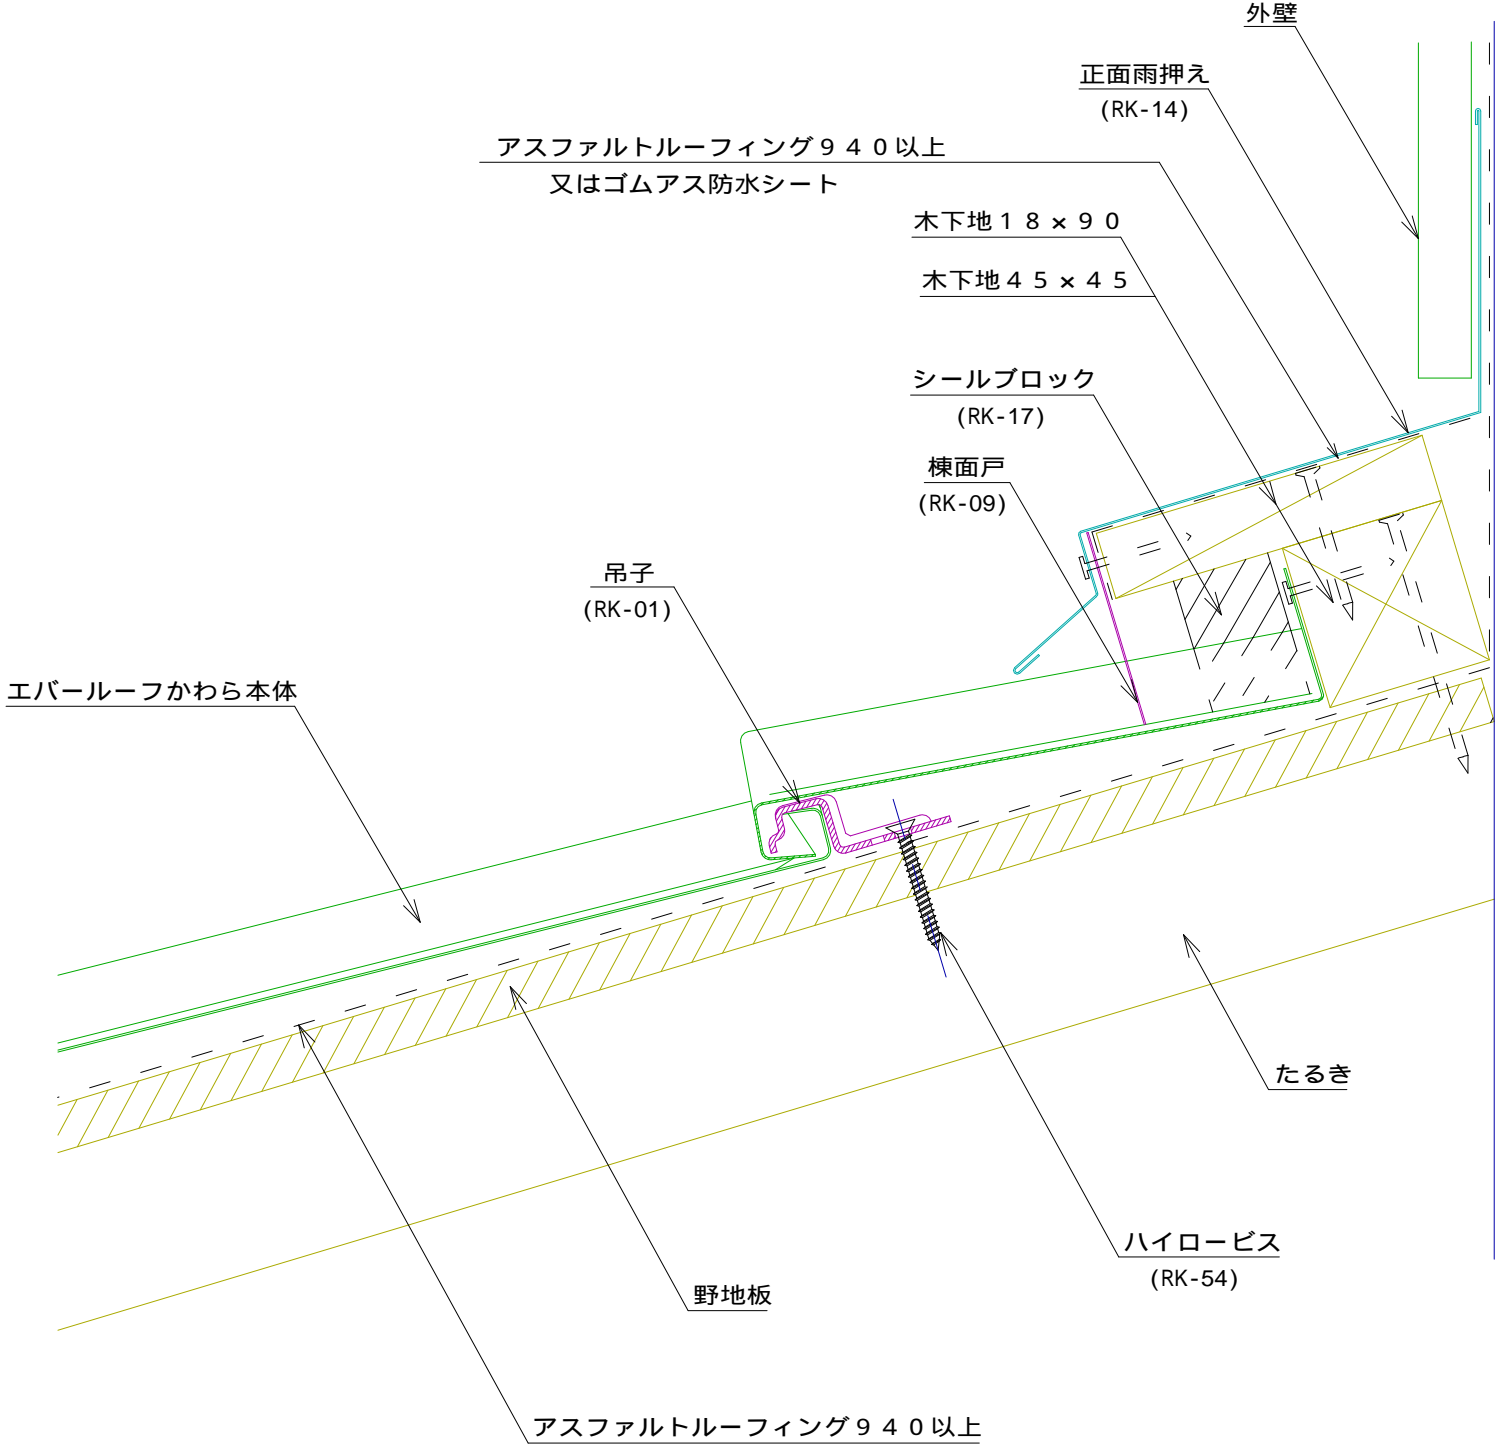 外壁
正面雨押え
(RK-14)
アスファルトルーフィング９４０以上
又はゴムアス防水シート
木下地１８×９０
木下地４５×４５
シールブロック
(RK-17)
棟面戸
(RK-09)
吊子
(RK-01)
エバールーフかわら本体
たるき
ハイロービス
(RK-54)
野地板
アスファルトルーフィング９４０以上